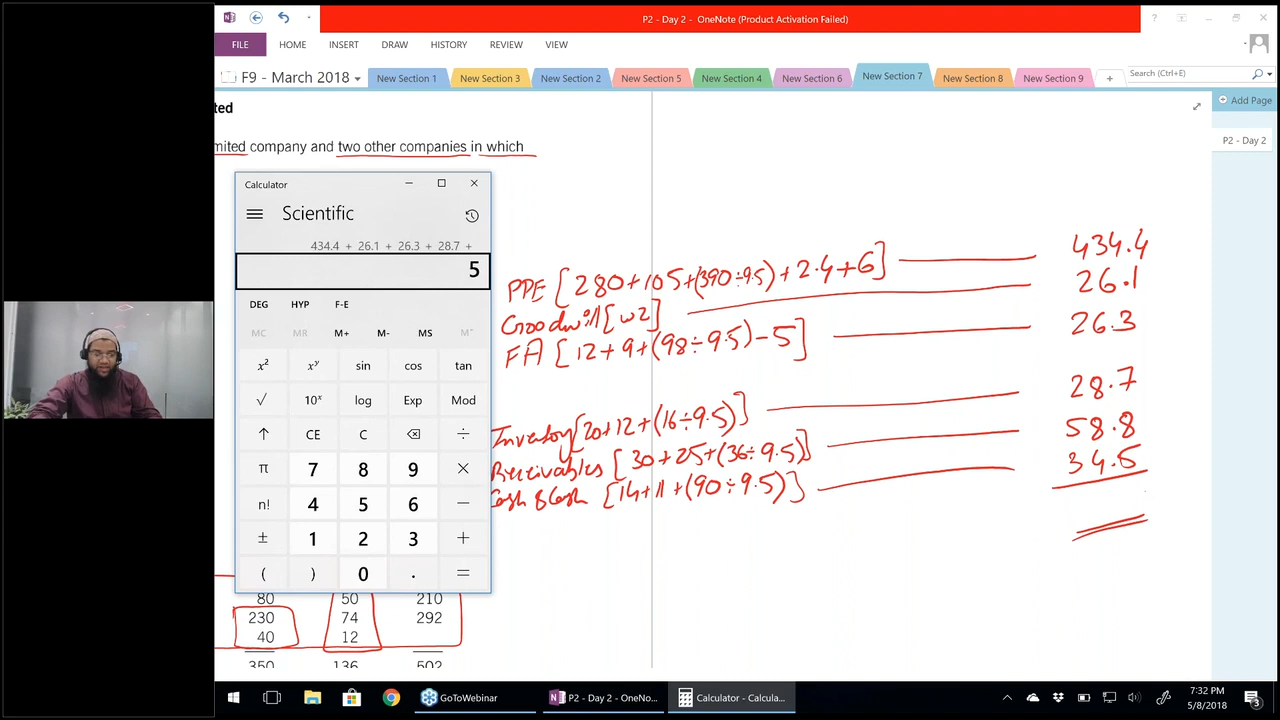 P2 - Day 2 - OneNote (Product Activation Failed)
FILE HOME INSERT DRAW HISTORY REVIEW VIEW
F9 - March 2018 New Section 1 New Section 3 New Section 2 New Section 5 New Section 4 New Section 6 New Section 7 New Section 8 New Section 9 + Search (Ctrl+E)
Add Page
P2 - Day 2
ted
mited company and two other companies in which
Calculator
Scientific
434.4 + 26.1 + 26.3 + 28.7 +
5
DEG HYP F-E
MC MR M+ M- MS M˅
x² xʸ sin cos tan
√ 10ˣ log Exp Mod
↑ CE C ⌫ ÷
π 7 8 9 ×
n! 4 5 6 −
± 1 2 3 +
( ) 0 . =
PPE [280+105+(390÷9.5)+2.4+6] 434.4
Goodwill [w2] 26.1
FA [12+9+(98÷9.5)-5] 26.3
Inventory [20+12+(16÷9.5)] 28.7
Receivables [30+25+(36÷9.5)] 58.8
Cash & Cash [14+11+(90÷9.5)] 34.5
80 50 210
230 74 292
40 12
350 136 502
GoToWebinar
P2 - Day 2 - OneNo...
Calculator - Calcula...
7:32 PM
5/8/2018
3